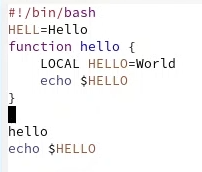 #!/bin/bash
HELL=Hello
function hello {
    LOCAL HELLO=World
    echo $HELLO
}
hello
echo $HELLO